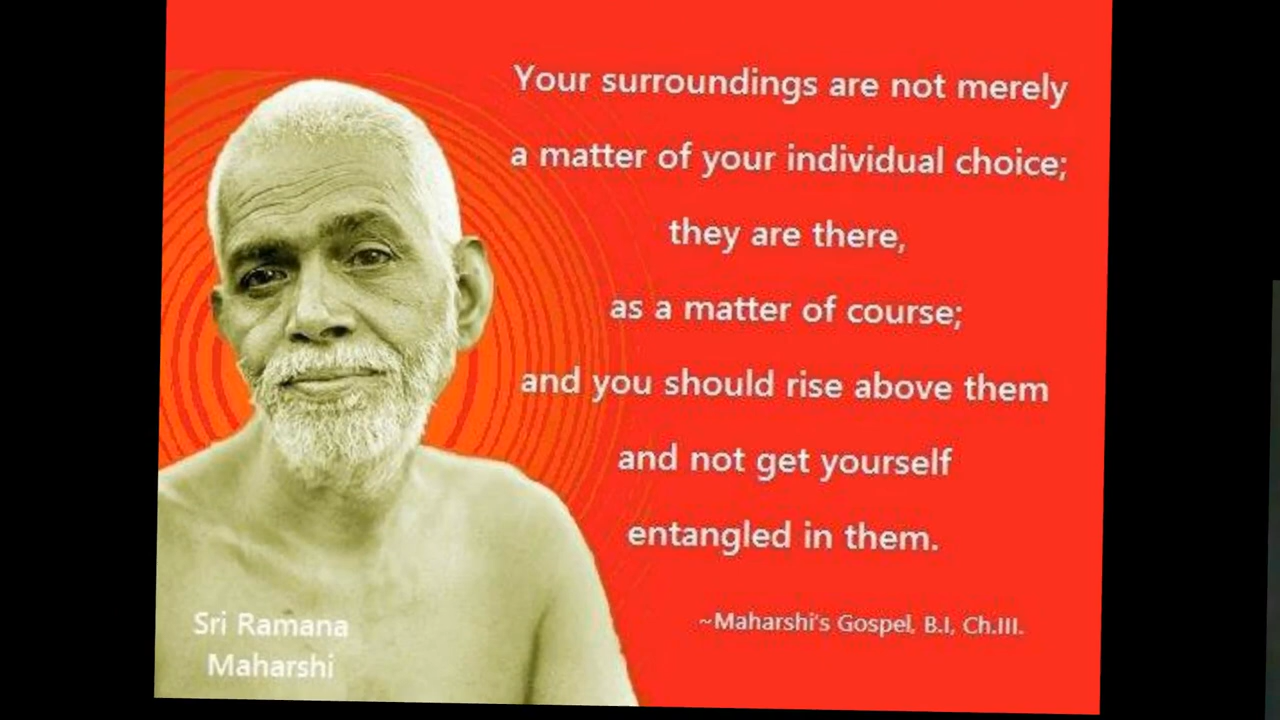 Your surroundings are not merely
a matter of your individual choice;
they are there,
as a matter of course;
and you should rise above them
and not get yourself
entangled in them.
~Maharshi's Gospel, B.I, Ch.III.
Sri Ramana
Maharshi